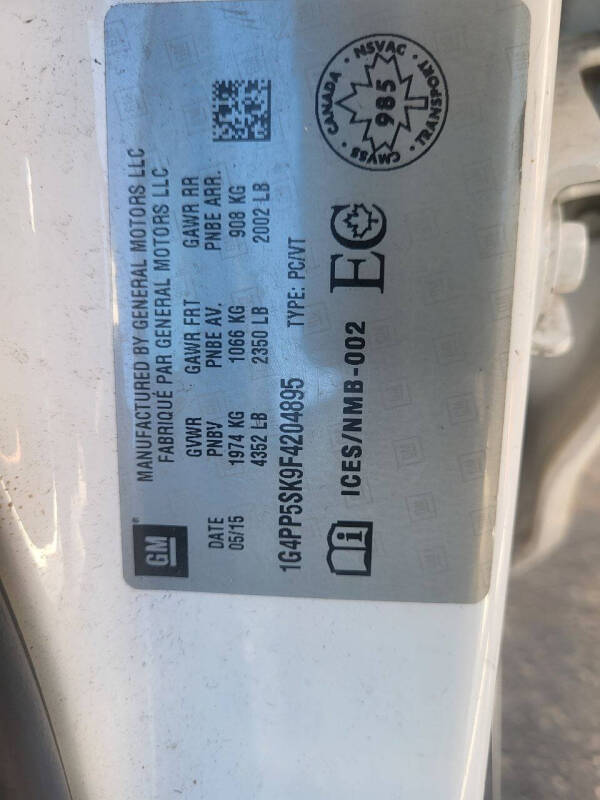 GM®
MANUFACTURED BY GENERAL MOTORS LLC
FABRIQUÉ PAR GENERAL MOTORS LLC
DATE GVWR GAWR FRT GAWR RR
PNBV PNBE AV. PNBE ARR.
05/15 1974 KG 1066 KG 908 KG
4352 LB 2350 LB 2002 LB
1G4PP5SK9F4204895 TYPE: PC/VT
i ICES/NMB-002 EC
CANADA · NSVAC · TRANSPORT · CMVSS ·
985